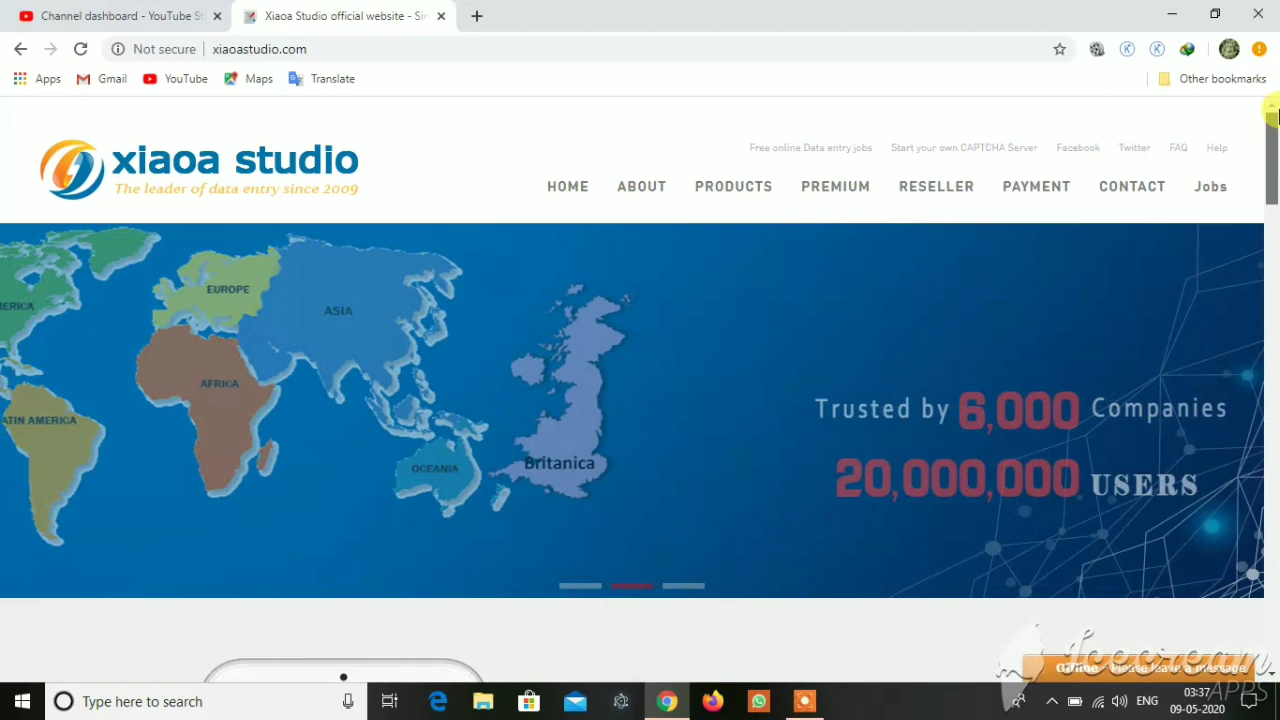 Channel dashboard - YouTube St
Xiaoa Studio official website - Sin
Not secure
xiaoastudio.com
Apps
Gmail
YouTube
Maps
Translate
Other bookmarks
xiaoa studio
The leader of data entry since 2009
Free online Data entry jobs
Start your own CAPTCHA Server
Facebook
Twitter
FAQ
Help
HOME
ABOUT
PRODUCTS
PREMIUM
RESELLER
PAYMENT
CONTACT
Jobs
MERICA
EUROPE
ASIA
AFRICA
LATIN AMERICA
OCEANIA
Britanica
Trusted by 6,000 Companies
20,000,000 USERS
Offline - Please leave a message
Icecream
APPS
Type here to search
ENG
03:37
09-05-2020